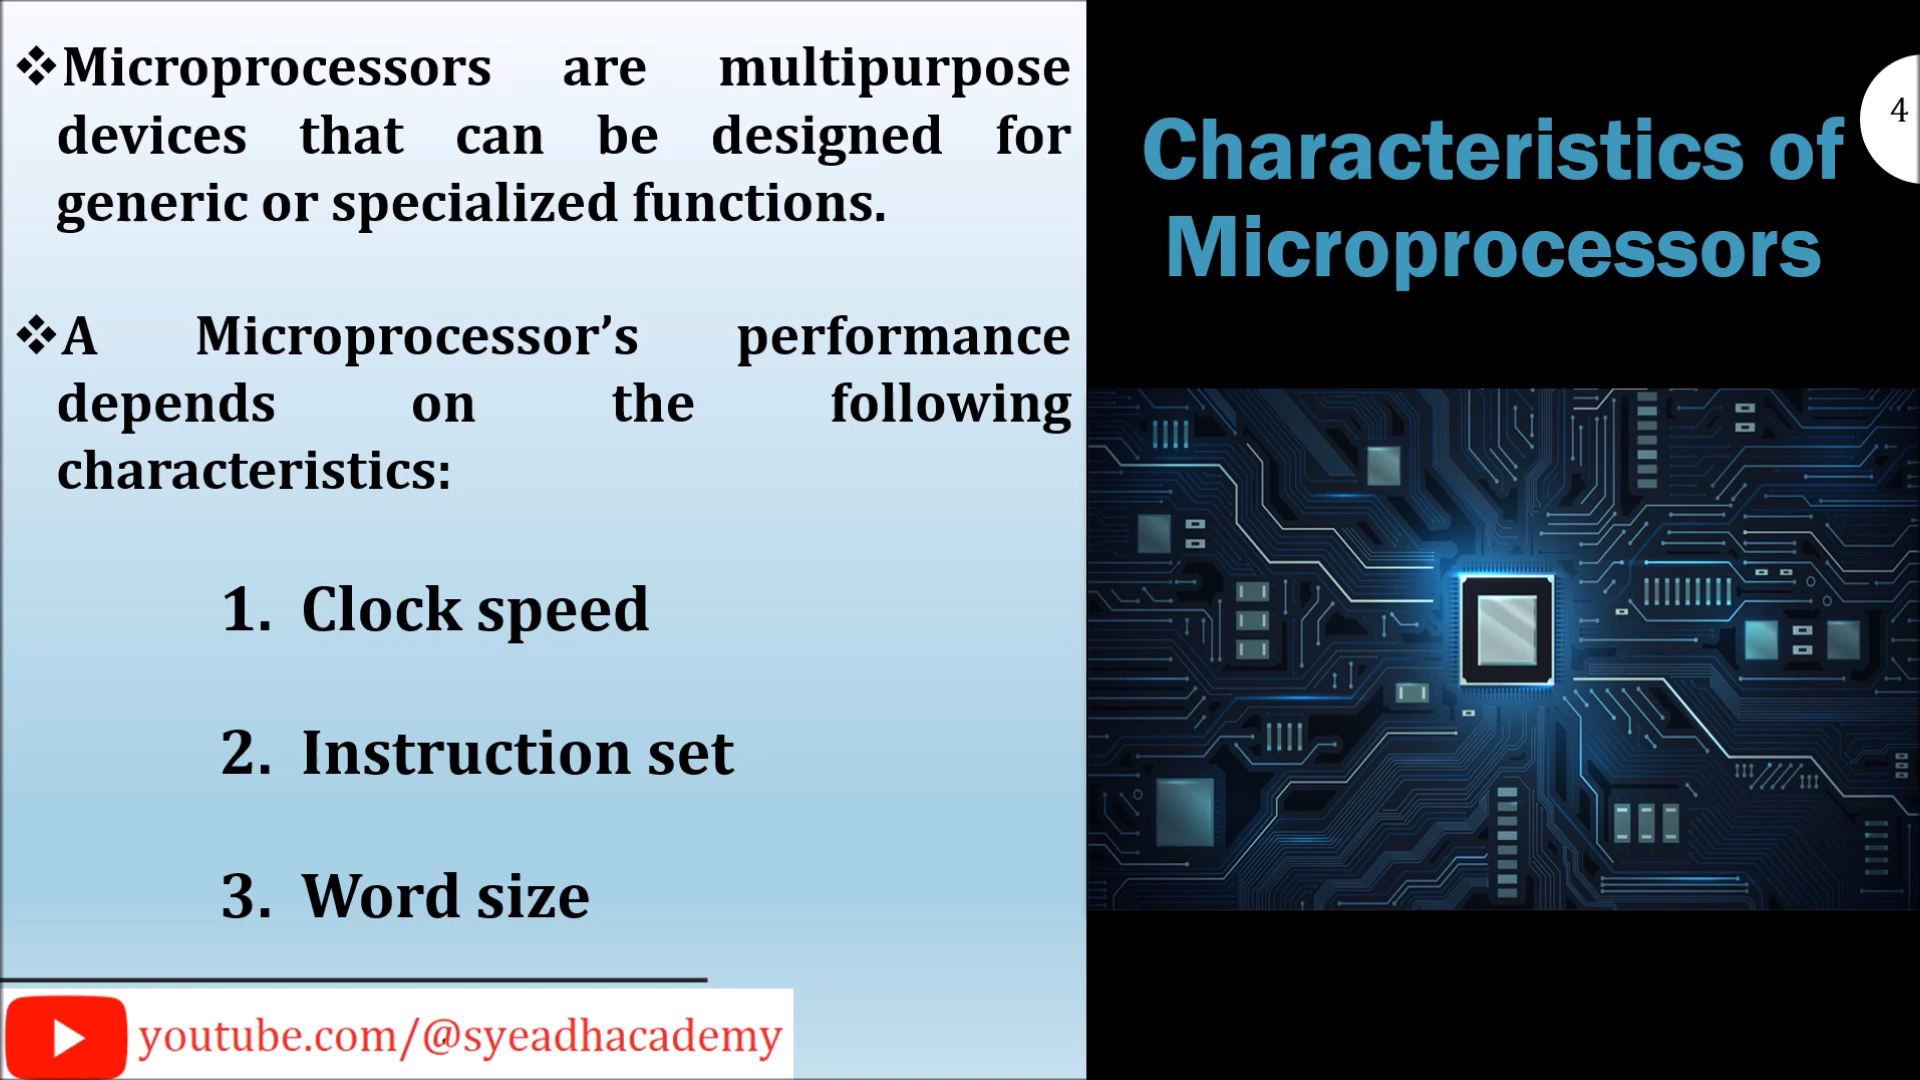 ❖Microprocessors are multipurpose
devices that can be designed for
generic or specialized functions.
❖A Microprocessor’s performance
depends on the following
characteristics:
1. Clock speed
2. Instruction set
3. Word size
youtube.com/@syeadhacademy
Characteristics of
Microprocessors
4